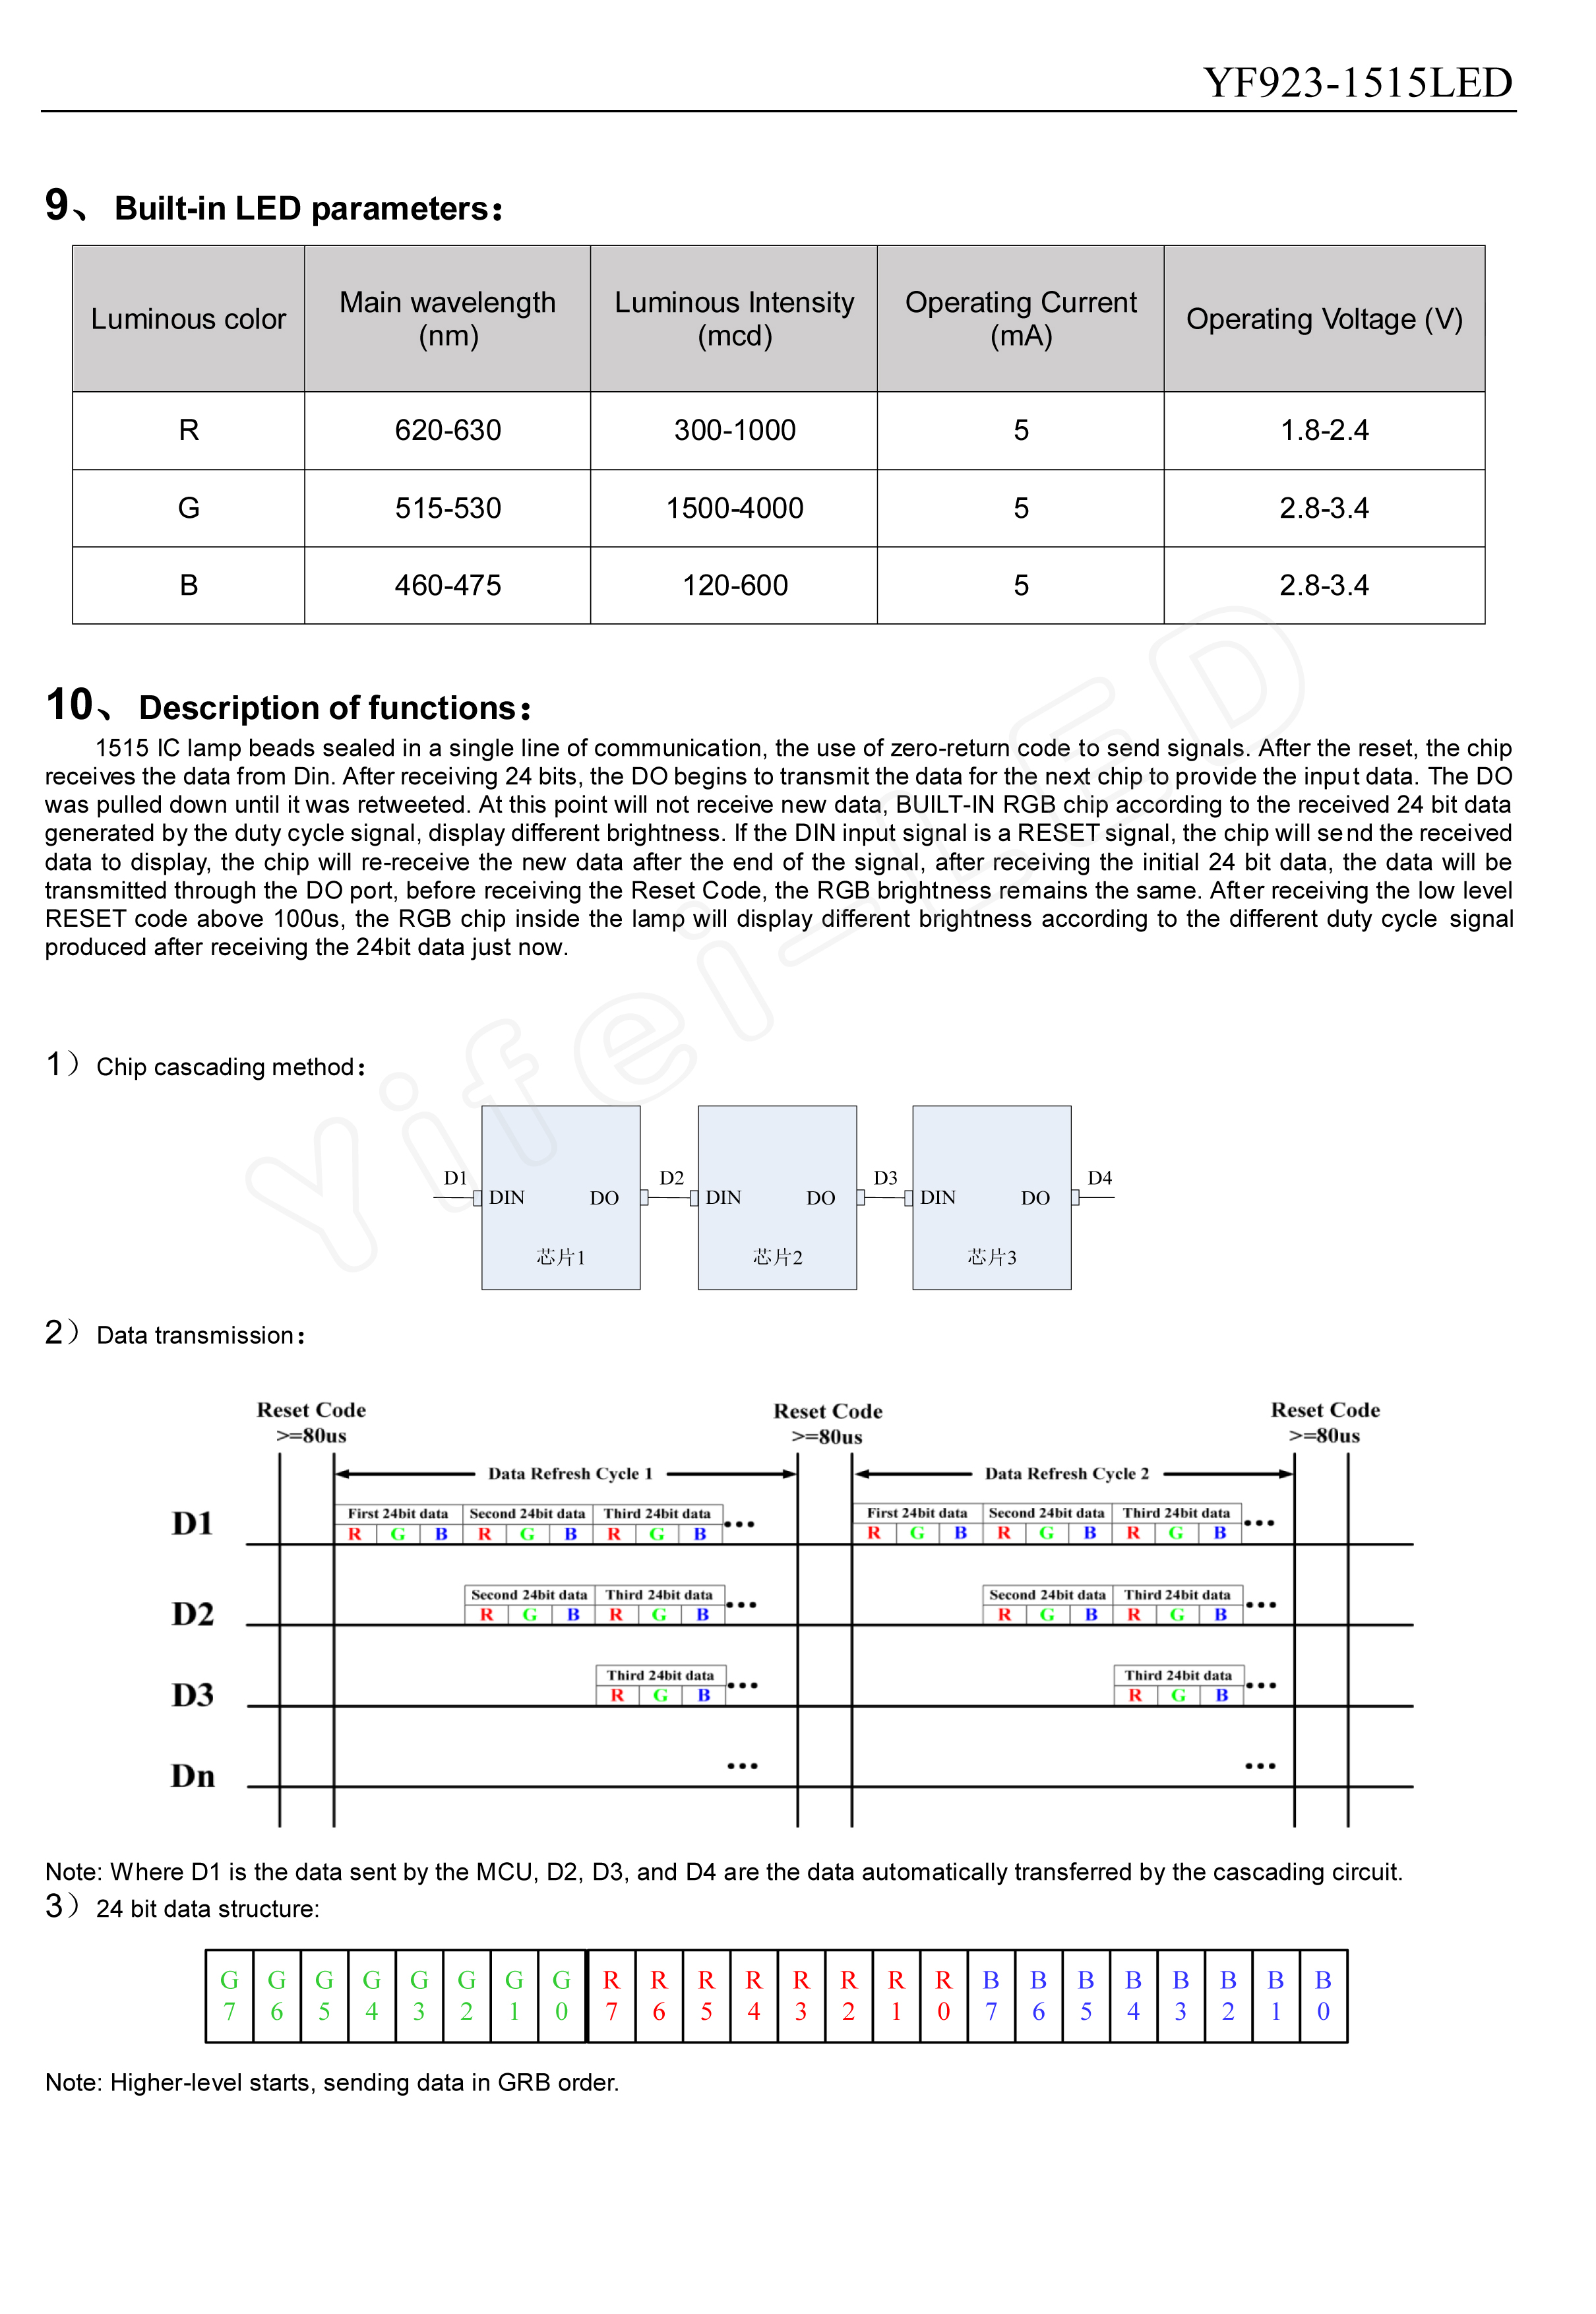 YF923-1515LED
9、 Built-in LED parameters：
Luminous color
Main wavelength
(nm)
Luminous Intensity
(mcd)
Operating Current
(mA)
Operating Voltage (V)
R 620-630 300-1000 5 1.8-2.4
G 515-530 1500-4000 5 2.8-3.4
B 460-475 120-600 5 2.8-3.4
10、 Description of functions：
1515 IC lamp beads sealed in a single line of communication, the use of zero-return code to send signals. After the reset, the chip
receives the data from Din. After receiving 24 bits, the DO begins to transmit the data for the next chip to provide the input data. The DO
was pulled down until it was retweeted. At this point will not receive new data, BUILT-IN RGB chip according to the received 24 bit data
generated by the duty cycle signal, display different brightness. If the DIN input signal is a RESET signal, the chip will send the received
data to display, the chip will re-receive the new data after the end of the signal, after receiving the initial 24 bit data, the data will be
transmitted through the DO port, before receiving the Reset Code, the RGB brightness remains the same. After receiving the low level
RESET code above 100us, the RGB chip inside the lamp will display different brightness according to the different duty cycle signal
produced after receiving the 24bit data just now.
Yifei-LED
1）Chip cascading method：
D1 DIN DO D2 DIN DO D3 DIN DO D4
芯片1 芯片2 芯片3
2）Data transmission：
Reset Code Reset Code Reset Code
>=80us >=80us >=80us
Data Refresh Cycle 1 Data Refresh Cycle 2
D1 First 24bit data Second 24bit data Third 24bit data ••• First 24bit data Second 24bit data Third 24bit data •••
R G B R G B R G B R G B R G B R G B
D2 Second 24bit data Third 24bit data ••• Second 24bit data Third 24bit data •••
R G B R G B R G B R G B
D3 Third 24bit data ••• Third 24bit data •••
R G B R G B
Dn ••• •••
Note: Where D1 is the data sent by the MCU, D2, D3, and D4 are the data automatically transferred by the cascading circuit.
3）24 bit data structure:
G G G G G G G G R R R R R R R R B B B B B B B B
7 6 5 4 3 2 1 0 7 6 5 4 3 2 1 0 7 6 5 4 3 2 1 0
Note: Higher-level starts, sending data in GRB order.